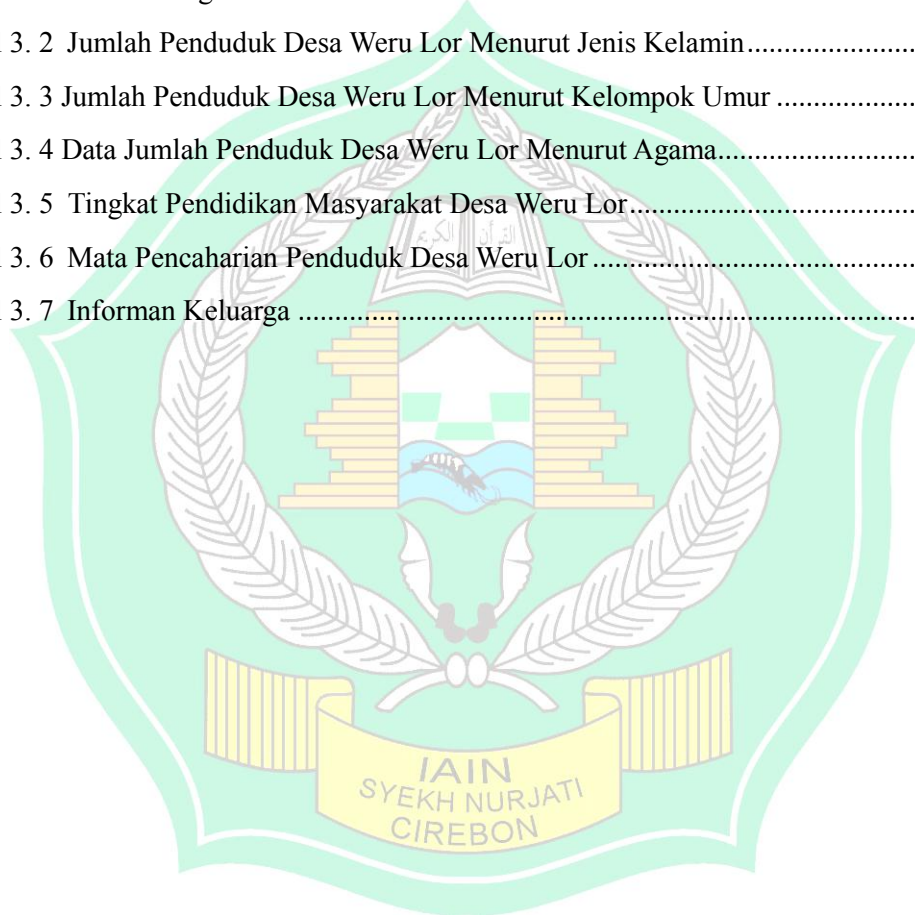 3. 2 Jumlah Penduduk Desa Weru Lor Menurut Jenis Kelamin.......................
3. 3 Jumlah Penduduk Desa Weru Lor Menurut Kelompok Umur ...................
3. 4 Data Jumlah Penduduk Desa Weru Lor Menurut Agama...........................
3. 5 Tingkat Pendidikan Masyarakat Desa Weru Lor.......................................
3. 6 Mata Pencaharian Penduduk Desa Weru Lor ............................................
3. 7 Informan Keluarga ...................................................................................
القرآن الكريم
IAIN
SYEKH NURJATI
CIREBON